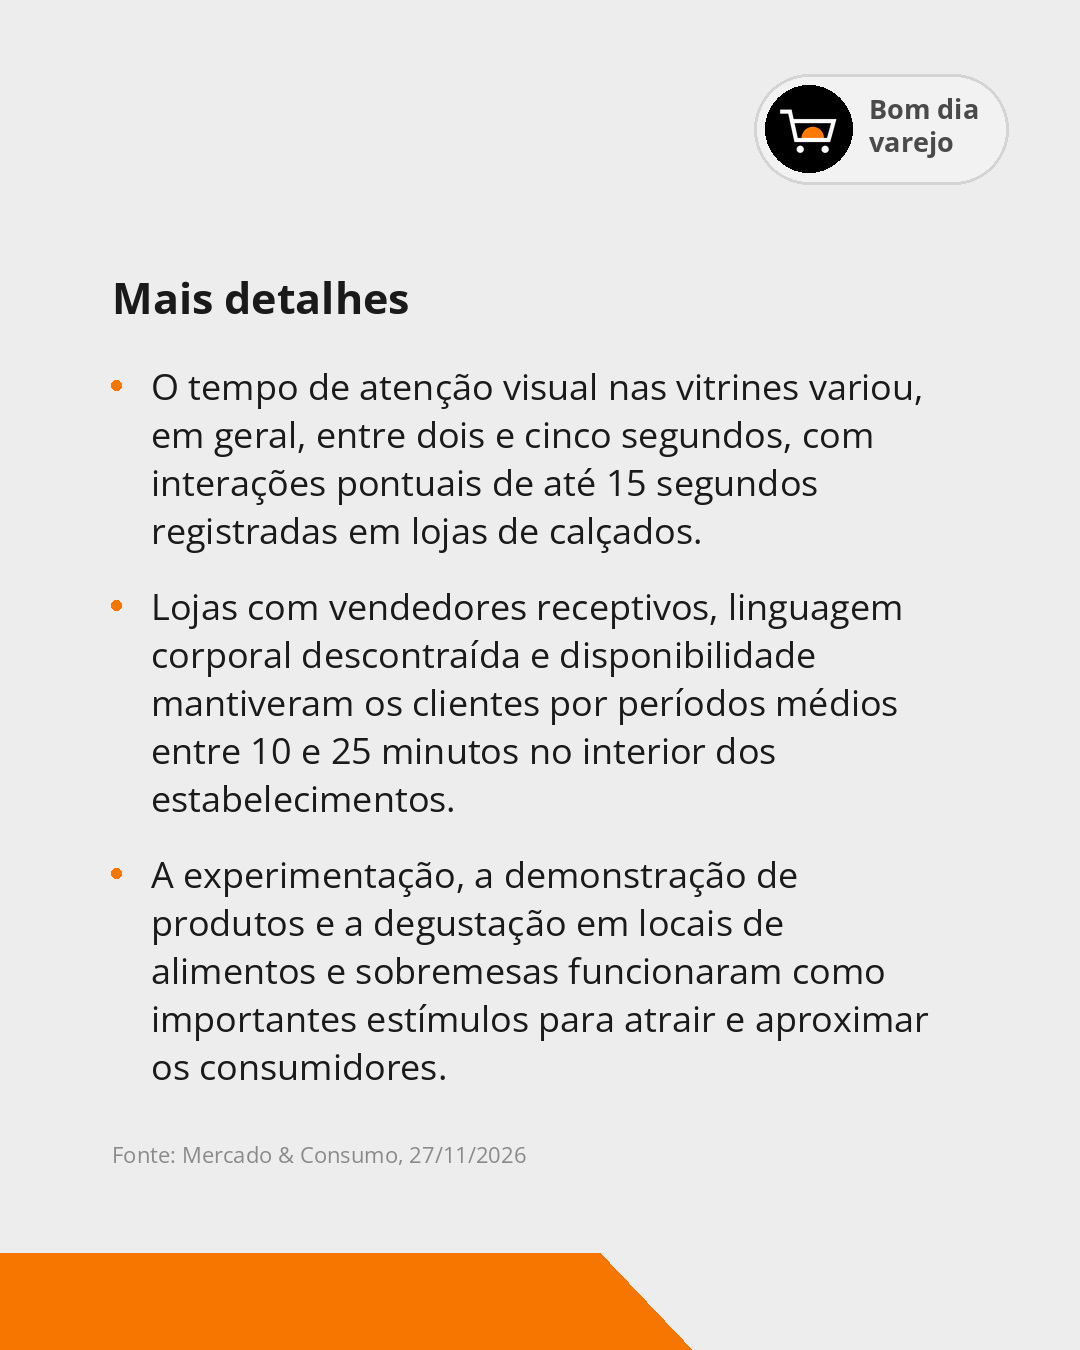 Bom dia
varejo
Mais detalhes
• O tempo de atenção visual nas vitrines variou,
em geral, entre dois e cinco segundos, com
interações pontuais de até 15 segundos
registradas em lojas de calçados.
• Lojas com vendedores receptivos, linguagem
corporal descontraída e disponibilidade
mantiveram os clientes por períodos médios
entre 10 e 25 minutos no interior dos
estabelecimentos.
• A experimentação, a demonstração de
produtos e a degustação em locais de
alimentos e sobremesas funcionaram como
importantes estímulos para atrair e aproximar
os consumidores.
Fonte: Mercado & Consumo, 27/11/2026